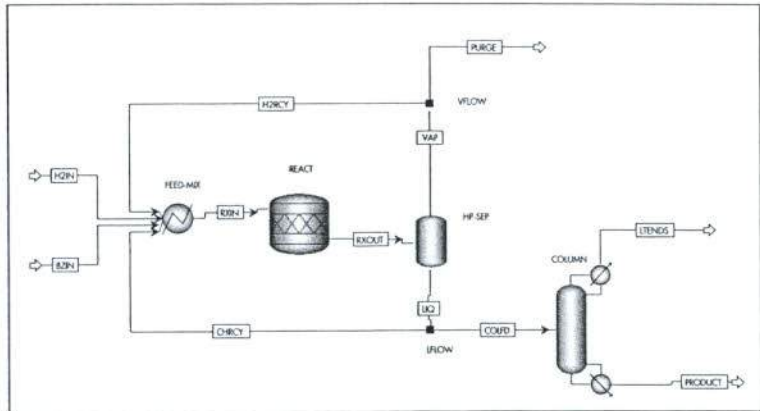 PURGE
H2RCY
VFLOW
VAP
H2IN
FEED-MIX
REACT
RXIN
HP-SEP
LTENDS
RXOUT
COLUMN
BZIN
LIQ
CHRCY
COLFD
LFLOW
PRODUCT